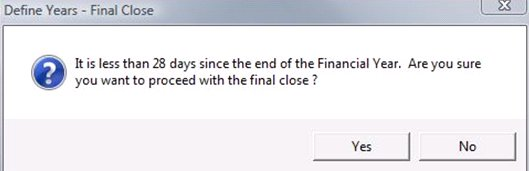 Define Years - Final Close
It is less than 28 days since the end of the Financial Year.  Are you sure
you want to proceed with the final close ?
Yes
No